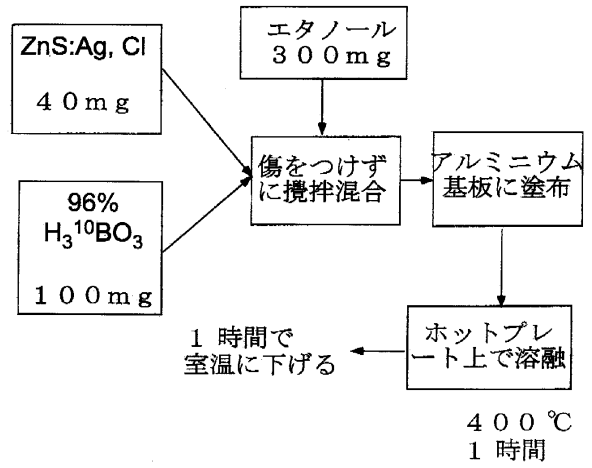 ZnS:Ag, Cl
４０ｍｇ
エタノール
３００ｍｇ
96%
H₃¹⁰BO₃
１００ｍｇ
傷をつけず
に攪拌混合
アルミニウム
基板に塗布
ホットプレ
ート上で溶融
４００℃
１時間
１時間で
室温に下げる